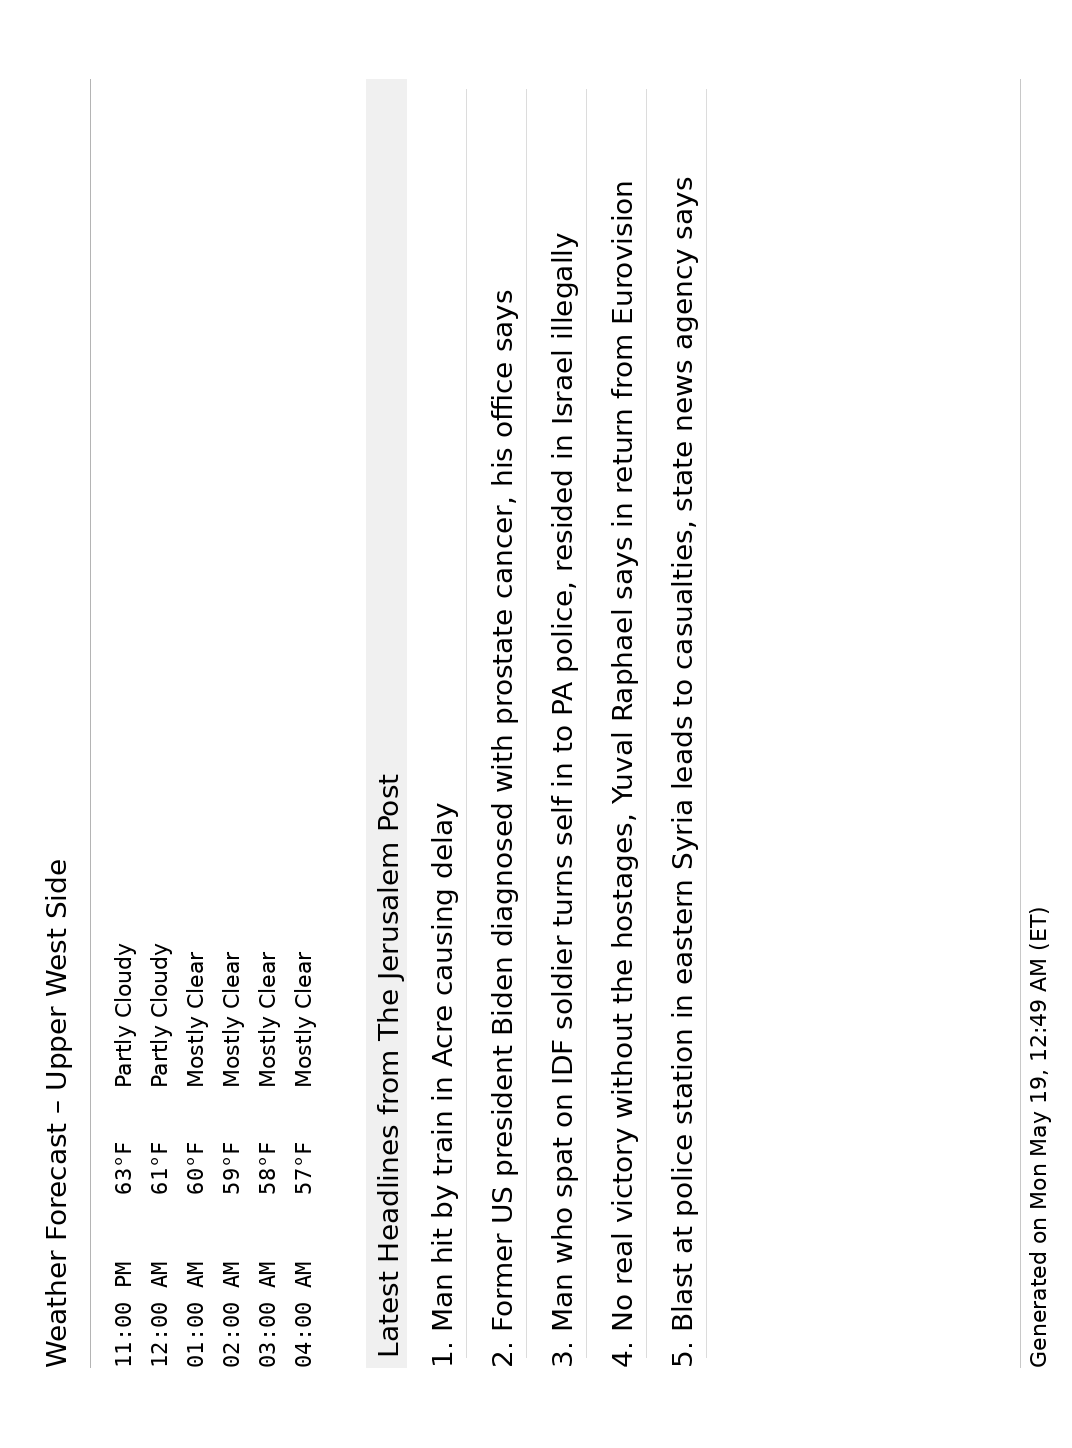 Weather Forecast – Upper West Side
11:00 PM 63°F Partly Cloudy
12:00 AM 61°F Partly Cloudy
01:00 AM 60°F Mostly Clear
02:00 AM 59°F Mostly Clear
03:00 AM 58°F Mostly Clear
04:00 AM 57°F Mostly Clear
Latest Headlines from The Jerusalem Post
1. Man hit by train in Acre causing delay
2. Former US president Biden diagnosed with prostate cancer, his office says
3. Man who spat on IDF soldier turns self in to PA police, resided in Israel illegally
4. No real victory without the hostages, Yuval Raphael says in return from Eurovision
5. Blast at police station in eastern Syria leads to casualties, state news agency says
Generated on Mon May 19, 12:49 AM (ET)